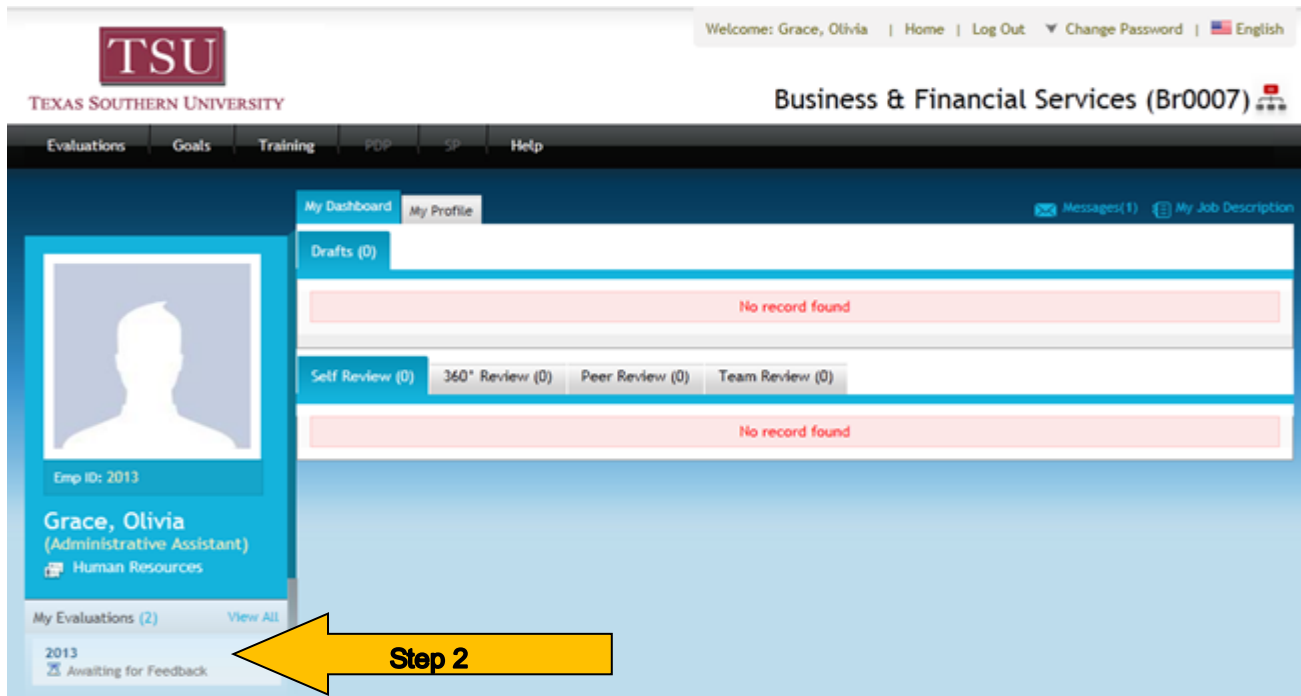 Welcome: Grace, Olivia | Home | Log Out ▼ Change Password | English
TSU
TEXAS SOUTHERN UNIVERSITY
Business & Financial Services (Br0007)
Evaluations Goals Training PDP SP Help
My Dashboard My Profile Messages(1) My Job Description
Drafts (0)
No record found
Self Review (0) 360° Review (0) Peer Review (0) Team Review (0)
No record found
Emp ID: 2013
Grace, Olivia
(Administrative Assistant)
Human Resources
My Evaluations (2) View All
2013
Awaiting for Feedback
Step 2